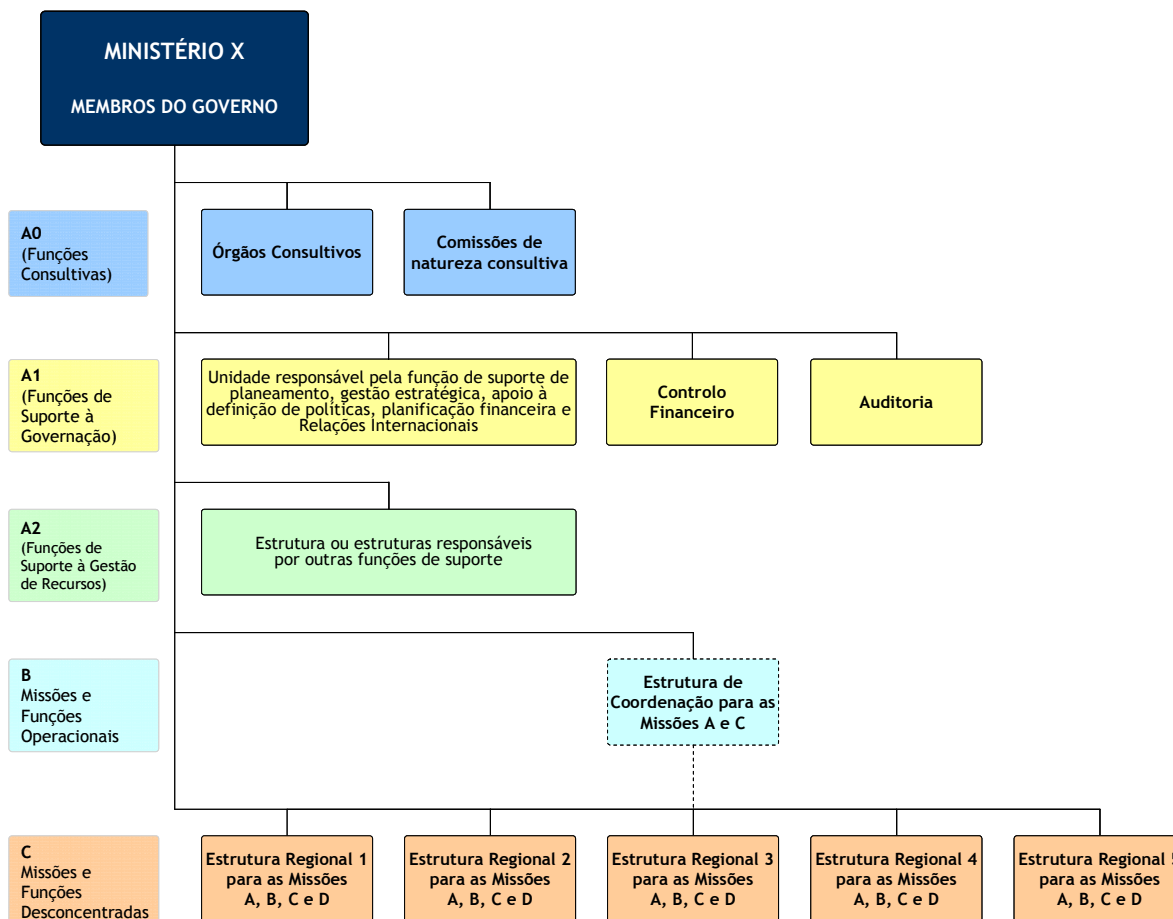 MINISTÉRIO X
MEMBROS DO GOVERNO
A0
(Funções
Consultivas)
Órgãos Consultivos
Comissões de
natureza consultiva
A1
(Funções de
Suporte à
Governação)
Unidade responsável pela função de suporte de
planeamento, gestão estratégica, apoio à
definição de políticas, planificação financeira e
Relações Internacionais
Controlo
Financeiro
Auditoria
A2
(Funções de
Suporte à Gestão
de Recursos)
Estrutura ou estruturas responsáveis
por outras funções de suporte
B
Missões e
Funções
Operacionais
Estrutura de
Coordenação para as
Missões A e C
C
Missões e
Funções
Desconcentradas
Estrutura Regional 1
para as Missões
A, B, C e D
Estrutura Regional 2
para as Missões
A, B, C e D
Estrutura Regional 3
para as Missões
A, B, C e D
Estrutura Regional 4
para as Missões
A, B, C e D
Estrutura Regional 5
para as Missões
A, B, C e D